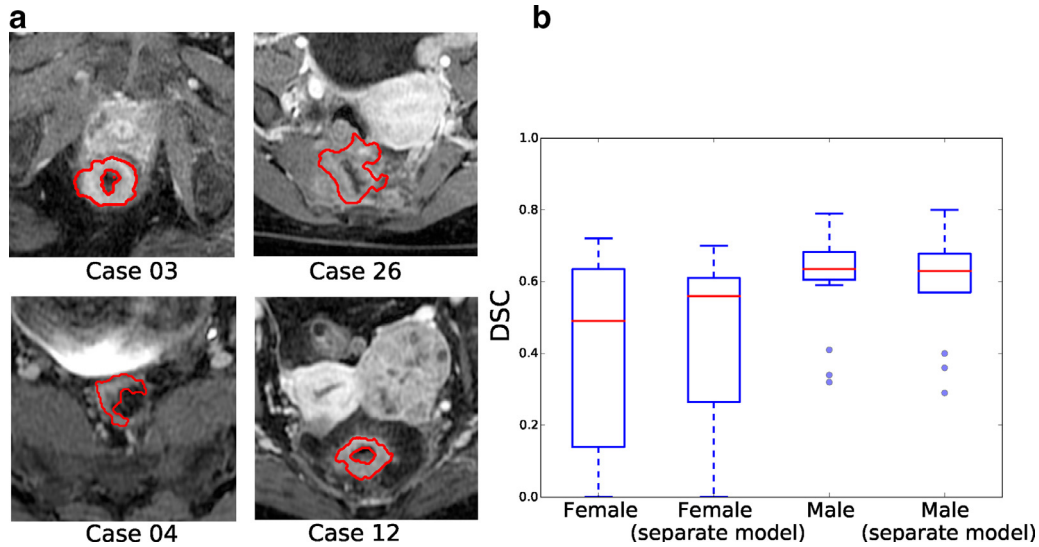 a
b
Case 03
Case 26
Case 04
Case 12
DSC
1.0
0.8
0.6
0.4
0.2
0.0
Female
Female
(separate model)
Male
Male
(separate model)